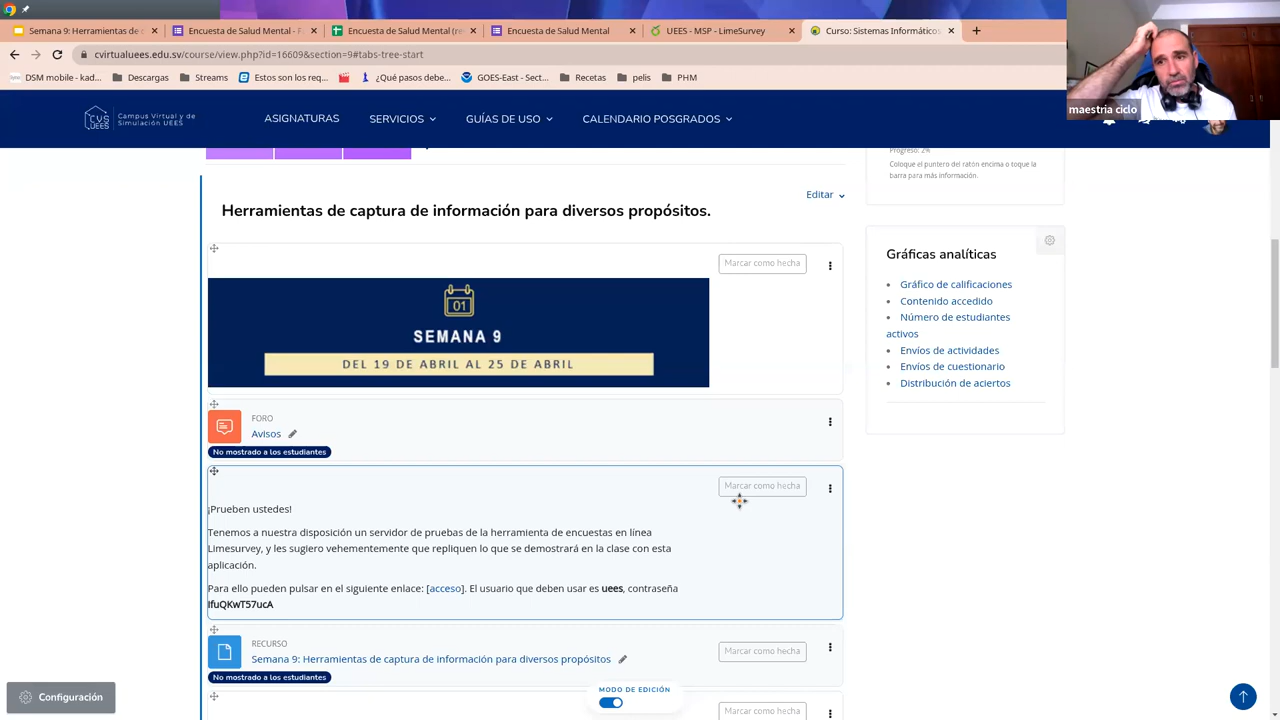 Semana 9: Herramientas de c
Encuesta de Salud Mental - F
Encuesta de Salud Mental (re
Encuesta de Salud Mental
UEES - MSP - LimeSurvey
Curso: Sistemas Informáticos
cvirtualuees.edu.sv/course/view.php?id=16609&section=9#tabs-tree-start
DSM mobile - kad...
Descargas
Streams
Estos son los req...
¿Qué pasos debe...
GOES-East - Sect...
Recetas
pelis
PHM
maestria ciclo
CVS UEES
Campus Virtual y de
Simulación UEES
ASIGNATURAS
SERVICIOS
GUÍAS DE USO
CALENDARIO POSGRADOS
Progreso: 2%
Coloque el puntero del ratón encima o toque la
barra para más información.
Editar
Herramientas de captura de información para diversos propósitos.
Marcar como hecha
01
SEMANA 9
DEL 19 DE ABRIL AL 25 DE ABRIL
Gráficas analíticas
Gráfico de calificaciones
Contenido accedido
Número de estudiantes
activos
Envíos de actividades
Envíos de cuestionario
Distribución de aciertos
FORO
Avisos
No mostrado a los estudiantes
Marcar como hecha
¡Prueben ustedes!
Tenemos a nuestra disposición un servidor de pruebas de la herramienta de encuestas en línea
Limesurvey, y les sugiero vehementemente que repliquen lo que se demostrará en la clase con esta
aplicación.
Para ello pueden pulsar en el siguiente enlace: [acceso]. El usuario que deben usar es uees, contraseña
IfuQKwT57ucA
RECURSO
Semana 9: Herramientas de captura de información para diversos propósitos
Marcar como hecha
No mostrado a los estudiantes
MODO DE EDICIÓN
Configuración
Marcar como hecha